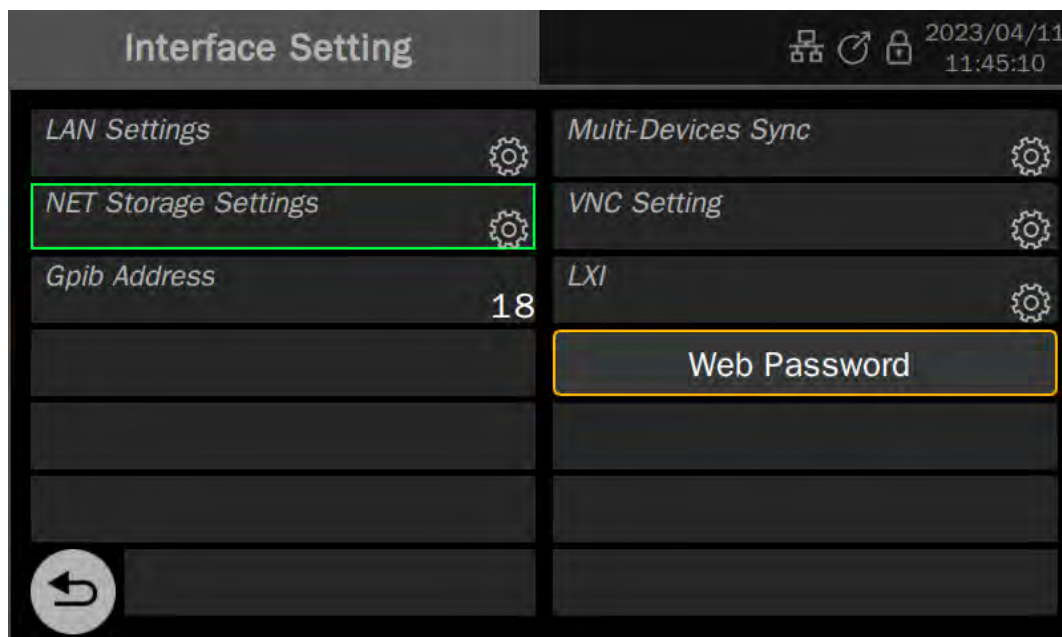 Interface Setting
2023/04/11
11:45:10
LAN Settings
Multi-Devices Sync
NET Storage Settings
VNC Setting
Gpib Address
18
LXI
Web Password